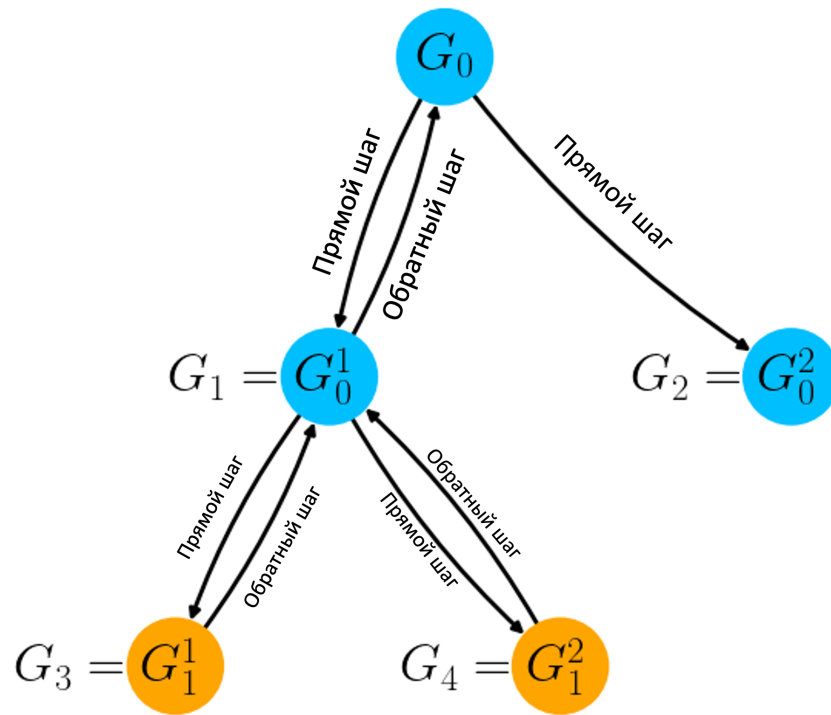 G₀
Прямой шаг
Обратный шаг
Прямой шаг
G₁ = G₀¹
G₂ = G₀²
Прямой шаг
Обратный шаг
Прямой шаг
Обратный шаг
G₃ = G₁¹
G₄ = G₁²